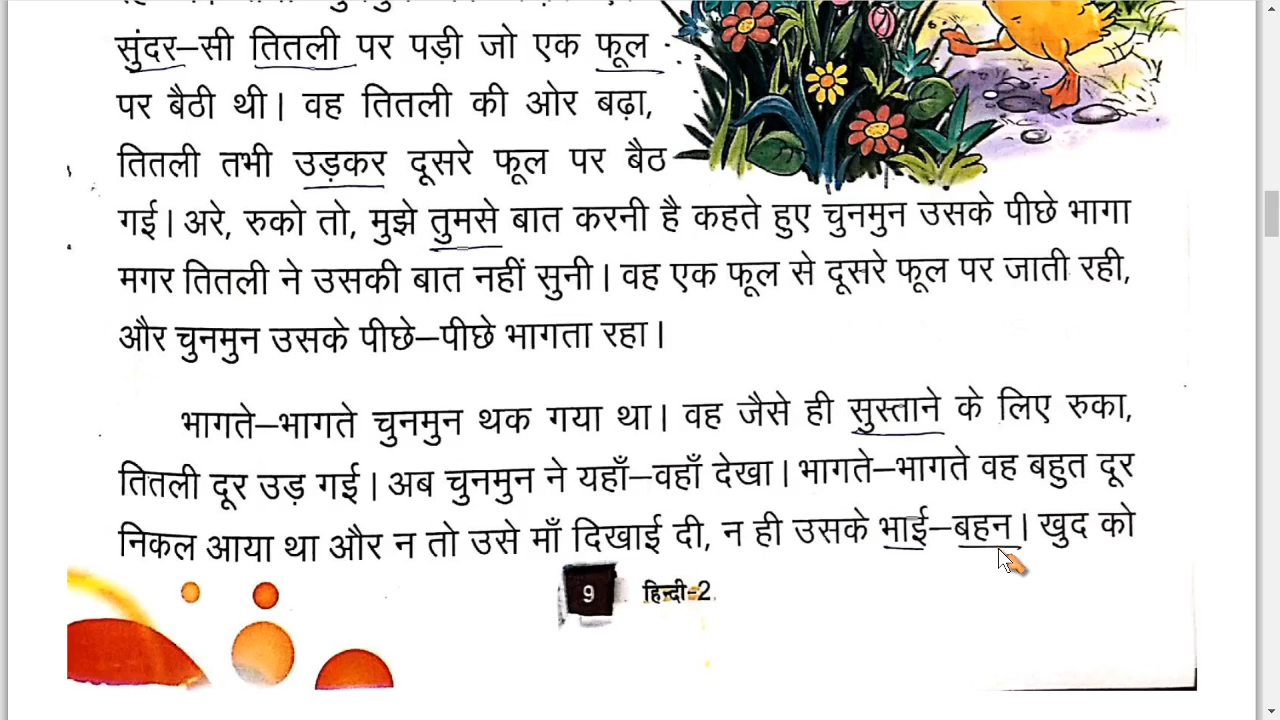 सुंदर–सी तितली पर पड़ी जो एक फूल
पर बैठी थी। वह तितली की ओर बढ़ा,
तितली तभी उड़कर दूसरे फूल पर बैठ
गई। अरे, रुको तो, मुझे तुमसे बात करनी है कहते हुए चुनमुन उसके पीछे भागा
मगर तितली ने उसकी बात नहीं सुनी। वह एक फूल से दूसरे फूल पर जाती रही,
और चुनमुन उसके पीछे–पीछे भागता रहा।
भागते–भागते चुनमुन थक गया था। वह जैसे ही सुस्ताने के लिए रुका,
तितली दूर उड़ गई। अब चुनमुन ने यहाँ–वहाँ देखा। भागते–भागते वह बहुत दूर
निकल आया था और न तो उसे माँ दिखाई दी, न ही उसके भाई–बहन। खुद को
9 हिन्दी-2